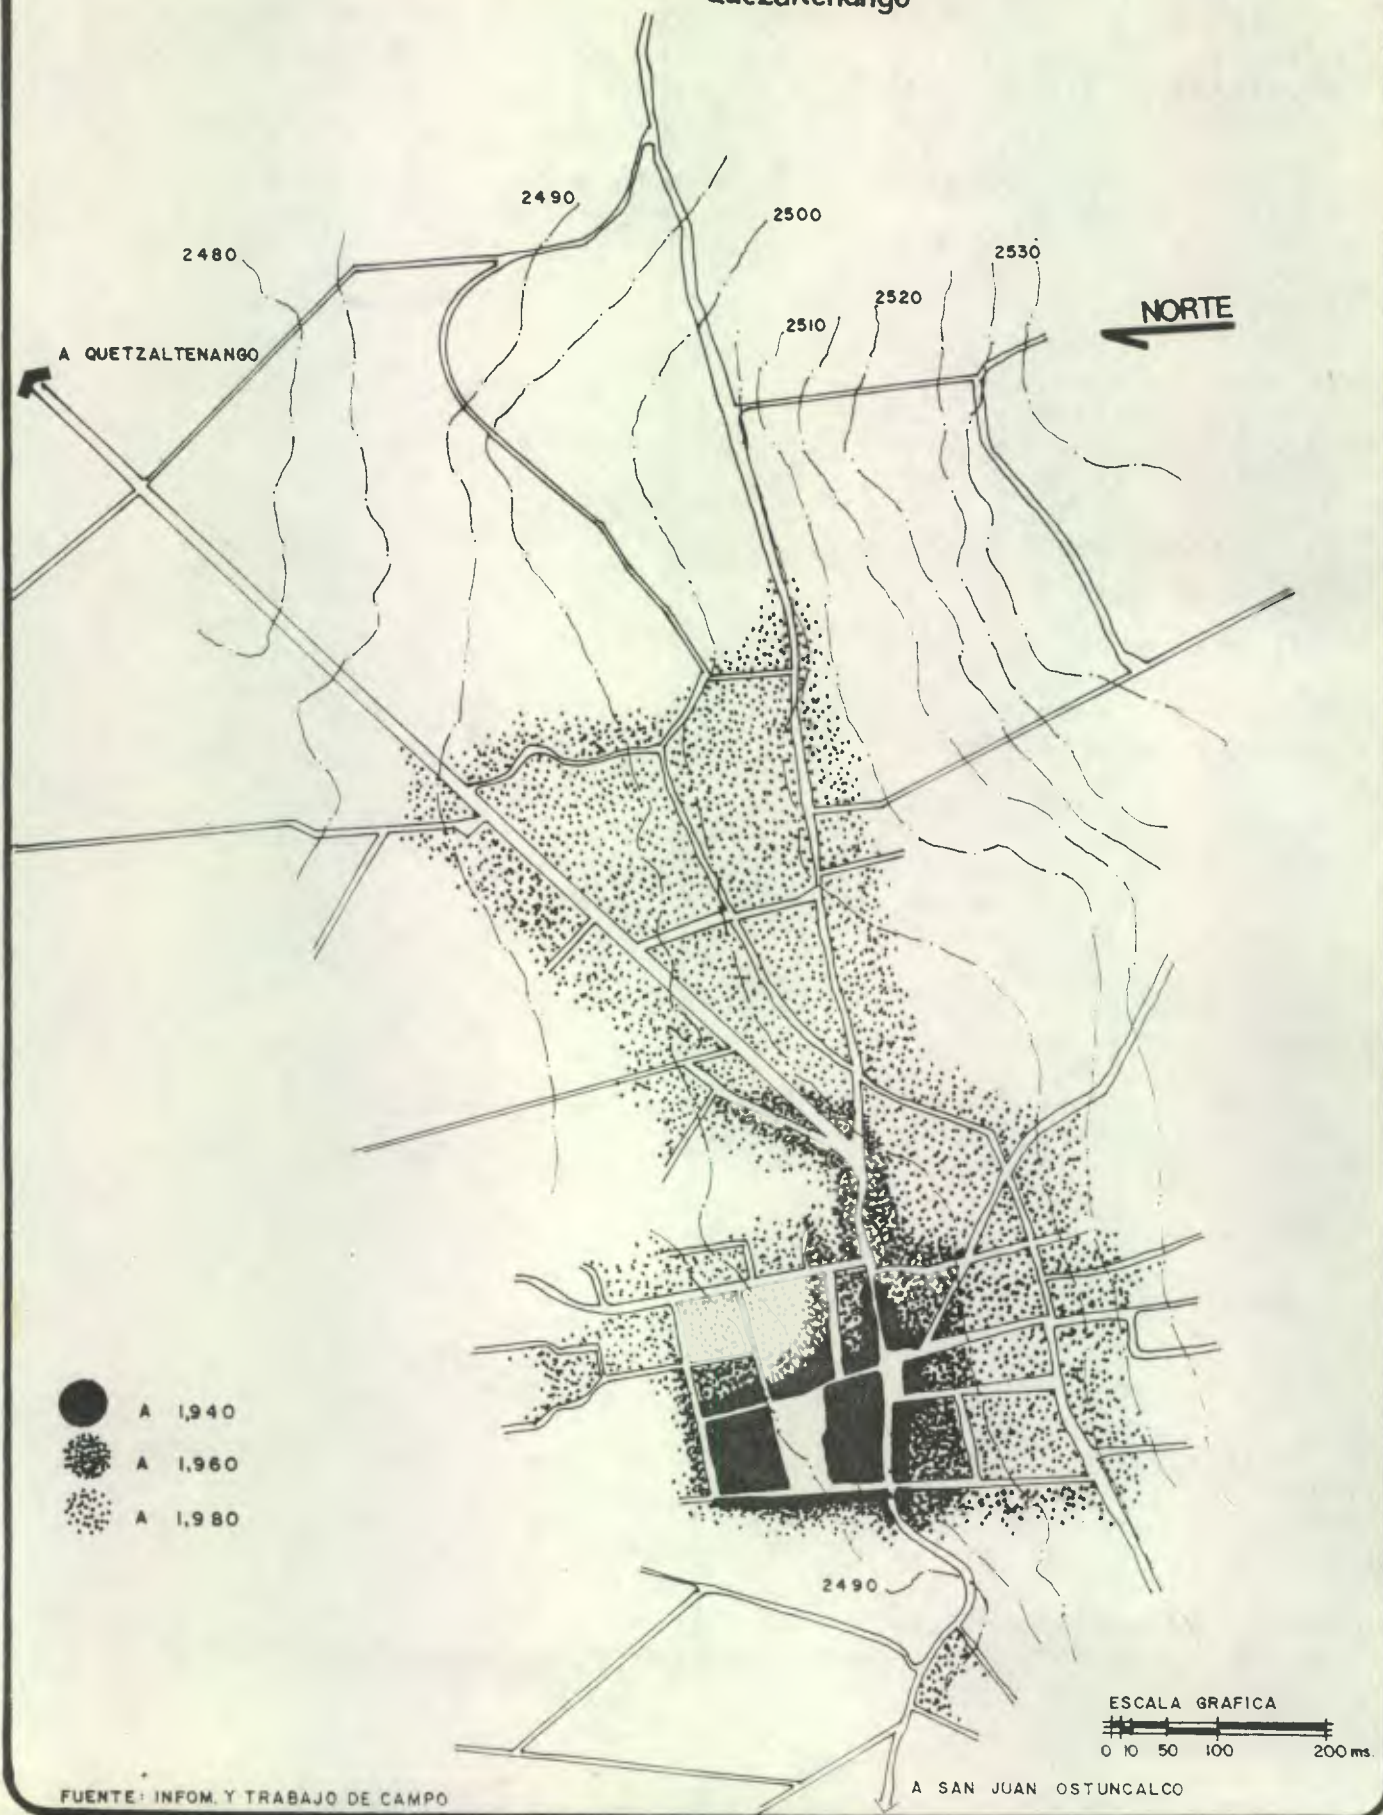 Quezaltenango
2490
2500
2480
2530
2520
NORTE
2510
A QUETZALTENANGO
A 1,940
A 1,960
A 1,980
2490
ESCALA GRAFICA
0 10 50 100 200 ms.
A SAN JUAN OSTUNCALCO
FUENTE: INFOM. Y TRABAJO DE CAMPO